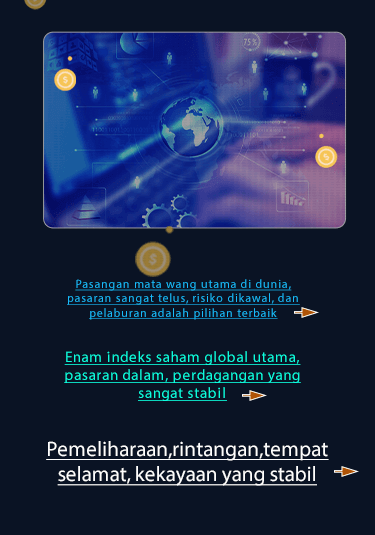 75%
Pasangan mata wang utama di dunia,
pasaran sangat telus, risiko dikawal, dan
pelaburan adalah pilihan terbaik
Enam indeks saham global utama,
pasaran dalam, perdagangan yang
sangat stabil
Pemeliharaan,rintangan,tempat
selamat, kekayaan yang stabil